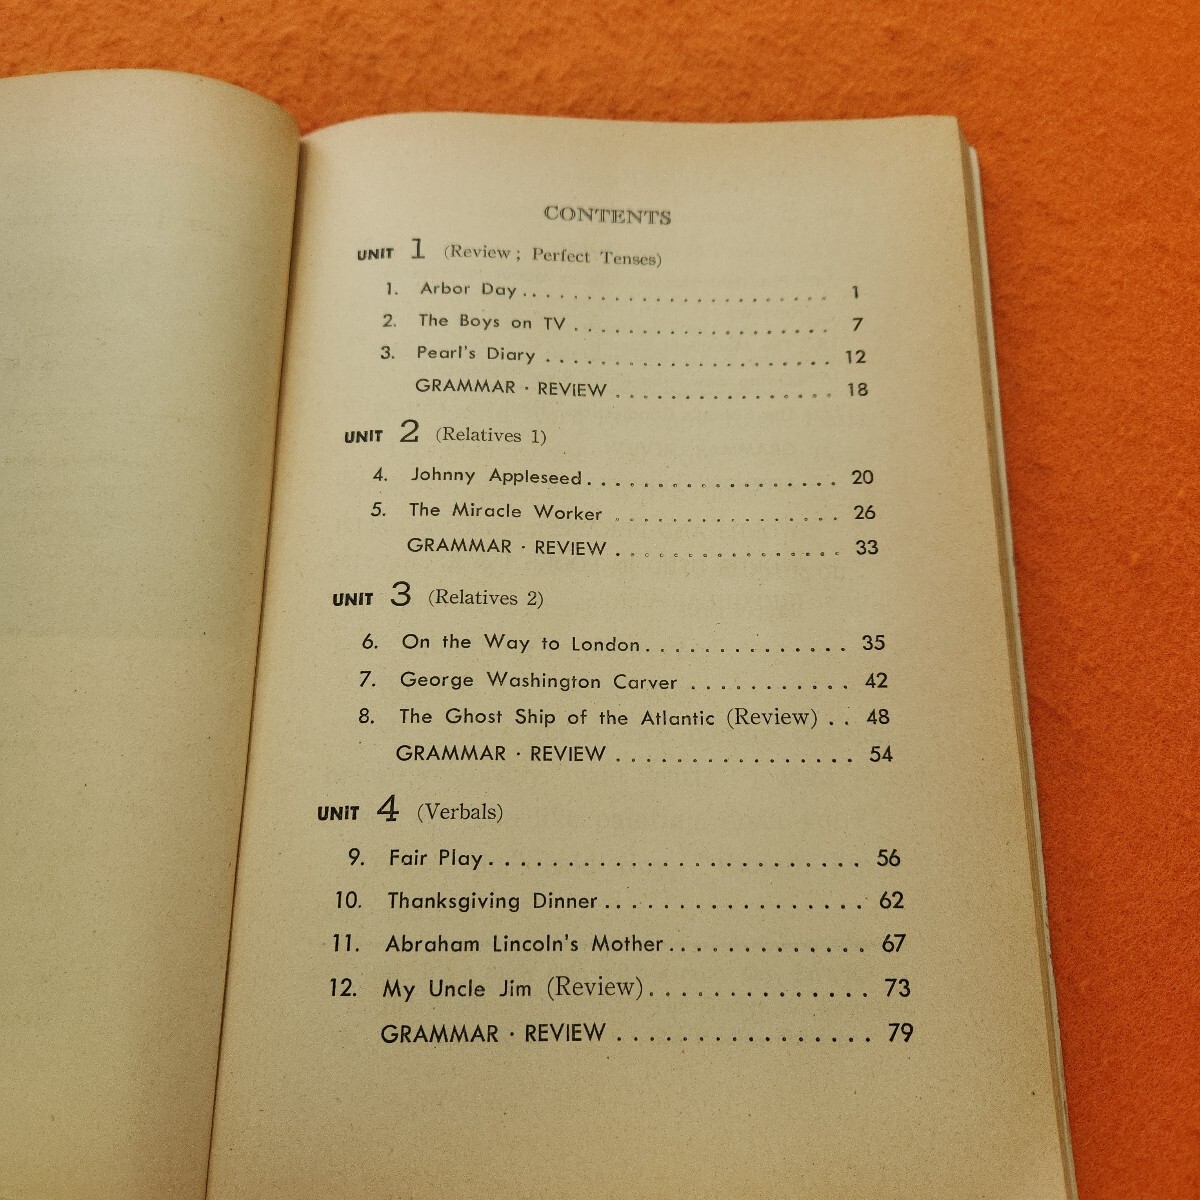 CONTENTS
UNIT 1 (Review ; Perfect Tenses)
1. Arbor Day . . . . . . . . . . . . . . . . . . . . . . 1
2. The Boys on TV . . . . . . . . . . . . . . . . . . . 7
3. Pearl's Diary . . . . . . . . . . . . . . . . . . . . . 12
GRAMMAR · REVIEW . . . . . . . . . . . . . . . . 18
UNIT 2 (Relatives 1)
4. Johnny Appleseed . . . . . . . . . . . . . . . . . . 20
5. The Miracle Worker . . . . . . . . . . . . . . . . 26
GRAMMAR · REVIEW . . . . . . . . . . . . . . . . 33
UNIT 3 (Relatives 2)
6. On the Way to London . . . . . . . . . . . . . . 35
7. George Washington Carver . . . . . . . . . . . 42
8. The Ghost Ship of the Atlantic (Review) . . 48
GRAMMAR · REVIEW . . . . . . . . . . . . . . . . 54
UNIT 4 (Verbals)
9. Fair Play . . . . . . . . . . . . . . . . . . . . . . . . 56
10. Thanksgiving Dinner . . . . . . . . . . . . . . . . 62
11. Abraham Lincoln's Mother . . . . . . . . . . . . 67
12. My Uncle Jim (Review) . . . . . . . . . . . . . . 73
GRAMMAR · REVIEW . . . . . . . . . . . . . . . . 79